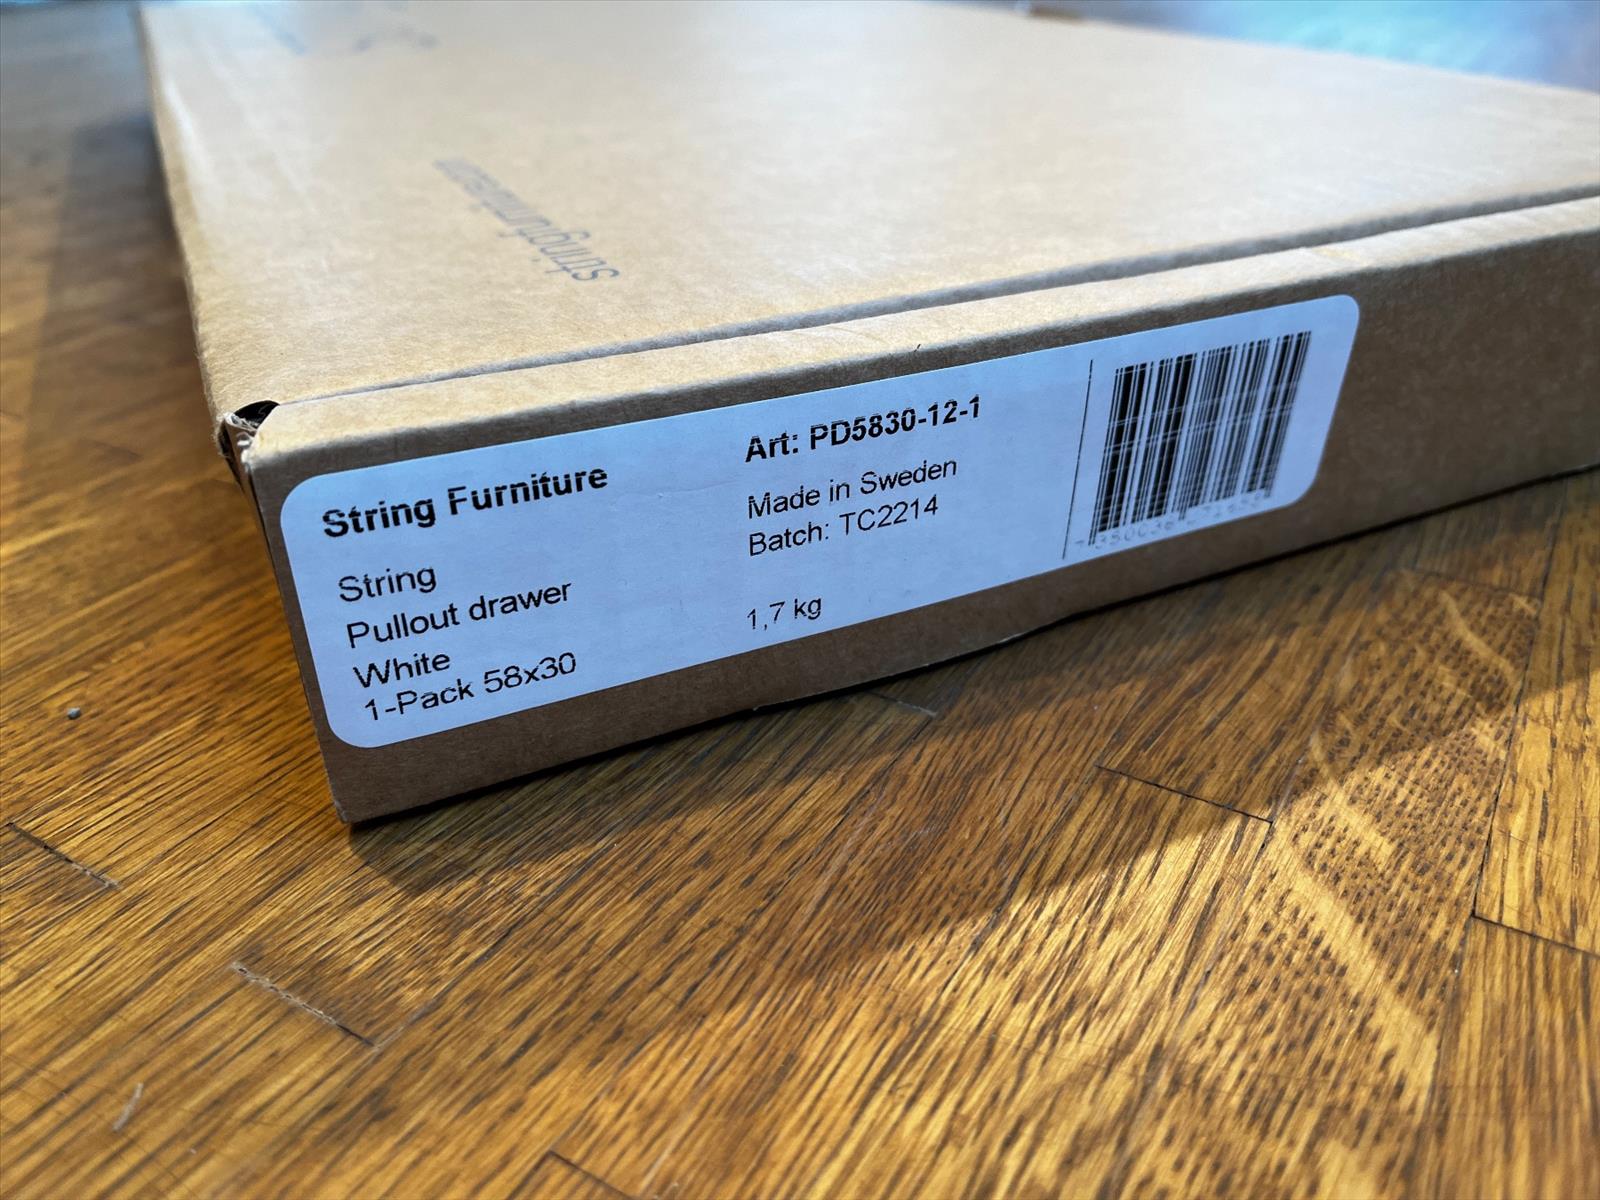 String Furniture
String
Pullout drawer
White
1-Pack 58x30
Art: PD5830-12-1
Made in Sweden
Batch: TC2214
1,7 kg